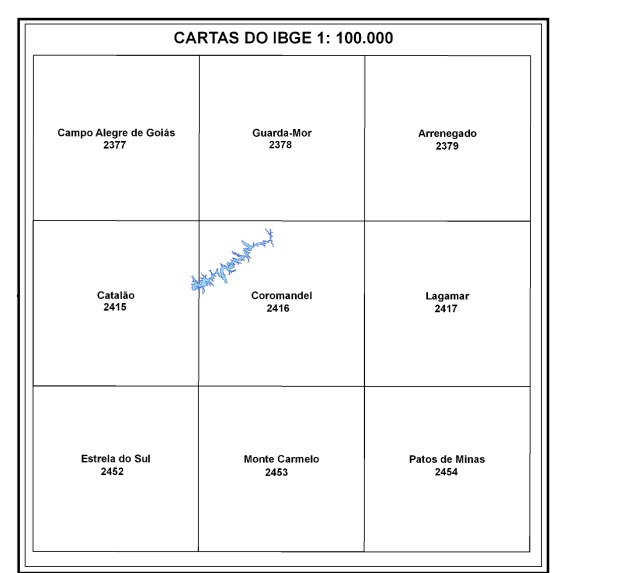 CARTAS DO IBGE 1: 100.000
Campo Alegre de Goiás
2377
Guarda-Mor
2378
Arrenegado
2379
Catalão
2415
Coromandel
2416
Lagamar
2417
Estrela do Sul
2452
Monte Carmelo
2453
Patos de Minas
2454